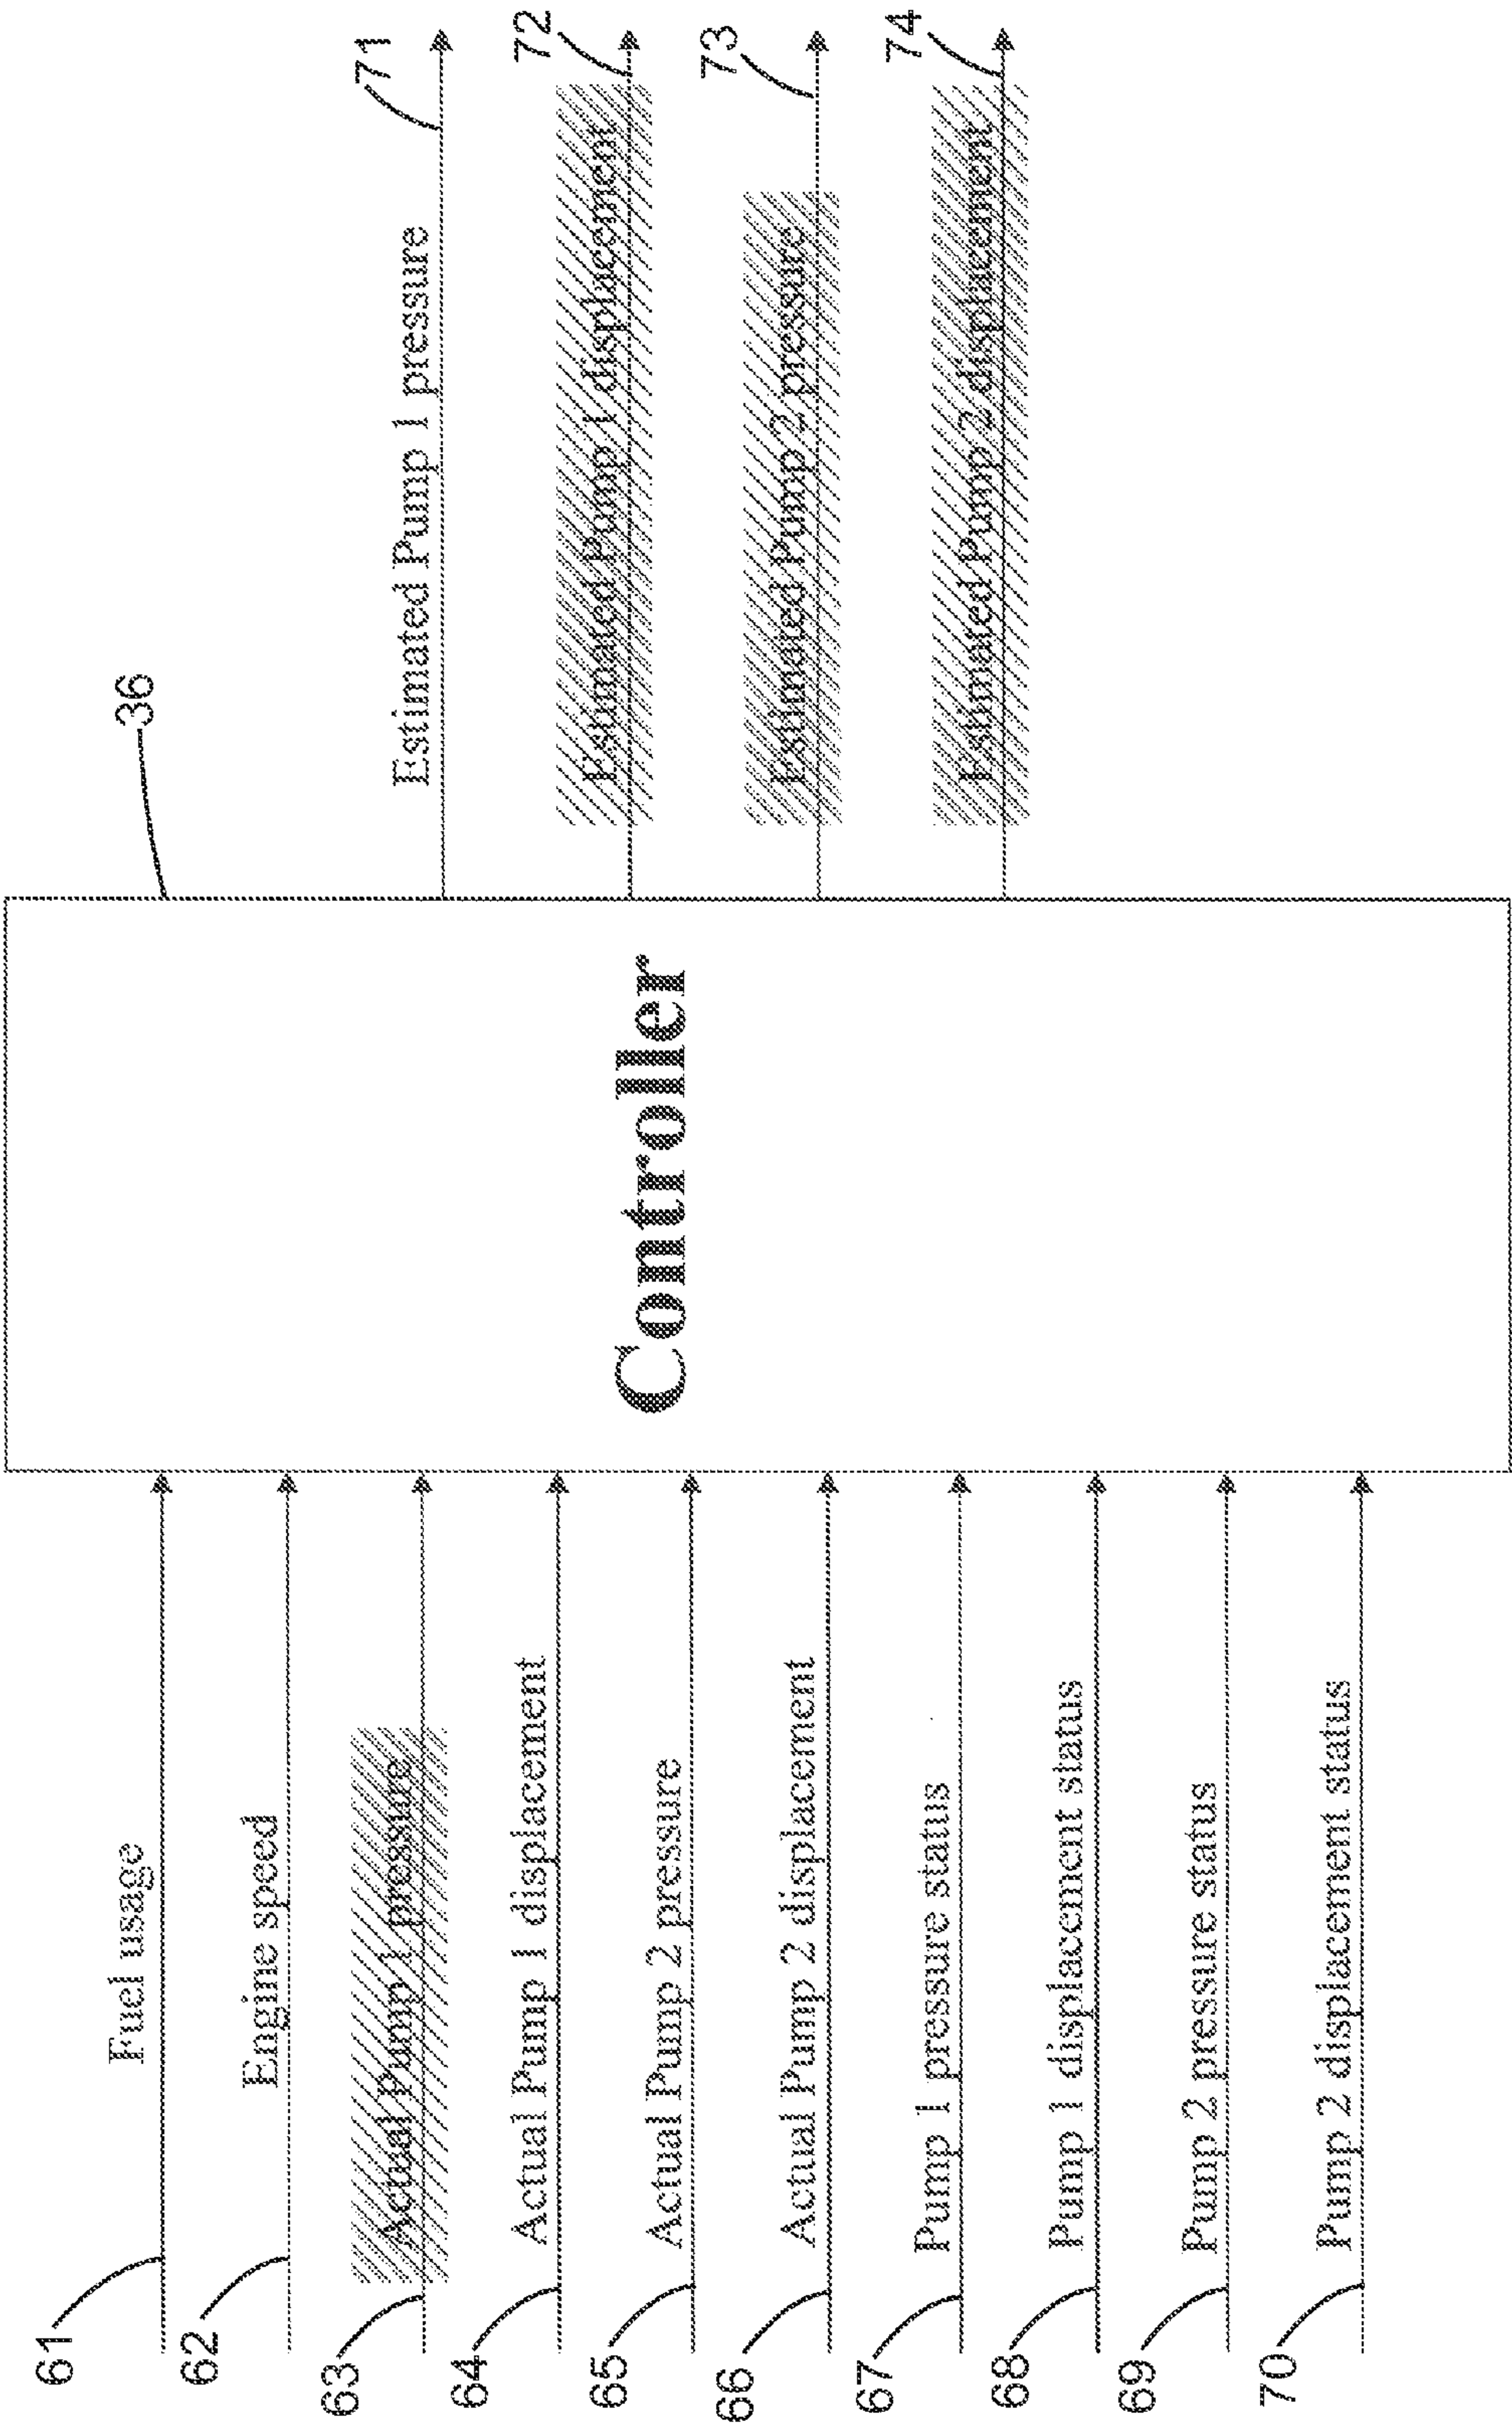 36
61
Fuel usage
62
Engine speed
63
Actual Pump 1 pressure
64
Actual Pump 1 displacement
65
Actual Pump 2 pressure
66
Actual Pump 2 displacement
67
Pump 1 pressure status
68
Pump 1 displacement status
69
Pump 2 pressure status
70
Pump 2 displacement status
Controller
Estimated Pump 1 pressure
71
Estimated Pump 1 displacement
72
Estimated Pump 2 pressure
73
Estimated Pump 2 displacement
74